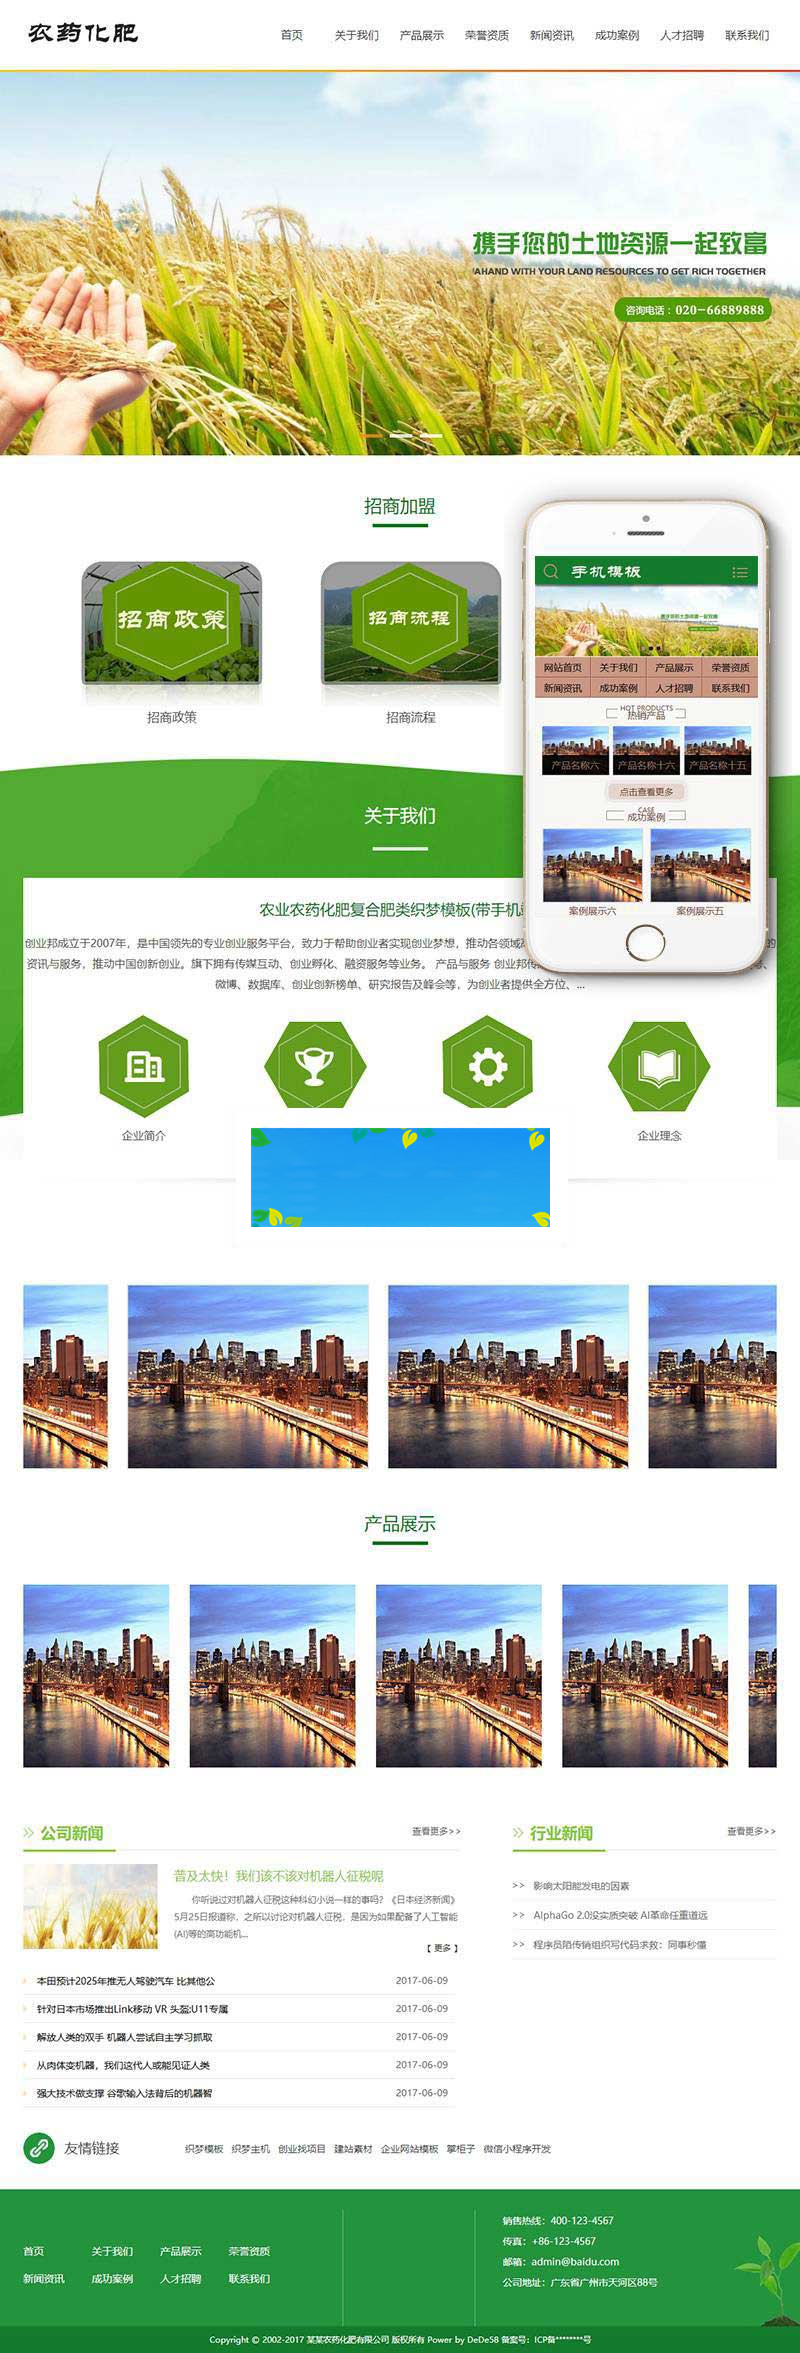 农药化肥
首页 关于我们 产品展示 荣誉资质 新闻资讯 成功案例 人才招聘 联系我们
携手您的土地资源一起致富
AHAND WITH YOUR LAND RESOURCES TO GET RICH TOGETHER
咨询电话：020-66889888
招商加盟
招商政策 招商流程
招商政策 招商流程
手机模板
携手您的土地资源一起致富
网站首页 关于我们 产品展示 荣誉资质
新闻资讯 成功案例 人才招聘 联系我们
HOT PRODUCTS
热销产品
产品名称六 产品名称十六 产品名称十五
点击查看更多
CASE
成功案例
案例展示六 案例展示五
关于我们
农业农药化肥复合肥类织梦模板(带手机
创业邦成立于2007年，是中国领先的专业创业服务平台，致力于帮助创业者实现创业梦想，推动各领域
的
资讯与服务，推动中国创新创业。旗下拥有传媒互动、创业孵化、融资服务等业务。 产品与服务 创业邦传
微博、数据库、创业创新榜单、研究报告及峰会等，为创业者提供全方位、...
企业简介 企业理念
产品展示
公司新闻 查看更多>>
普及太快！我们该不该对机器人征税呢
你听说过对机器人征税这种科幻小说一样的事吗？《日本经济新闻》
5月25日报道称，之所以讨论对机器人征税，是因为如果配备了人工智能
(AI)等的高功能机...
【 更多 】
本田预计2025年推无人驾驶汽车 比其他公 2017-06-09
针对日本市场推出Link移动 VR 头盔;U11专属 2017-06-09
解放人类的双手 机器人尝试自主学习抓取 2017-06-09
从肉体变机器，我们这代人或能见证人类 2017-06-09
强大技术做支撑 谷歌输入法背后的机器智 2017-06-09
行业新闻 查看更多>>
>> 影响太阳能发电的因素
>> AlphaGo 2.0没实质突破 AI革命任重道远
>> 程序员陷传销组织写代码求救：同事秒懂
友情链接 织梦模板 织梦主机 创业找项目 建站素材 企业网站模板 掌柜子 微信小程序开发
首页 关于我们 产品展示 荣誉资质
新闻资讯 成功案例 人才招聘 联系我们
销售热线：400-123-4567
传真：+86-123-4567
邮箱：admin@baidu.com
公司地址：广东省广州市天河区88号
Copyright © 2002-2017 某某农药化肥有限公司 版权所有 Power by DeDe58 备案号：ICP备********号